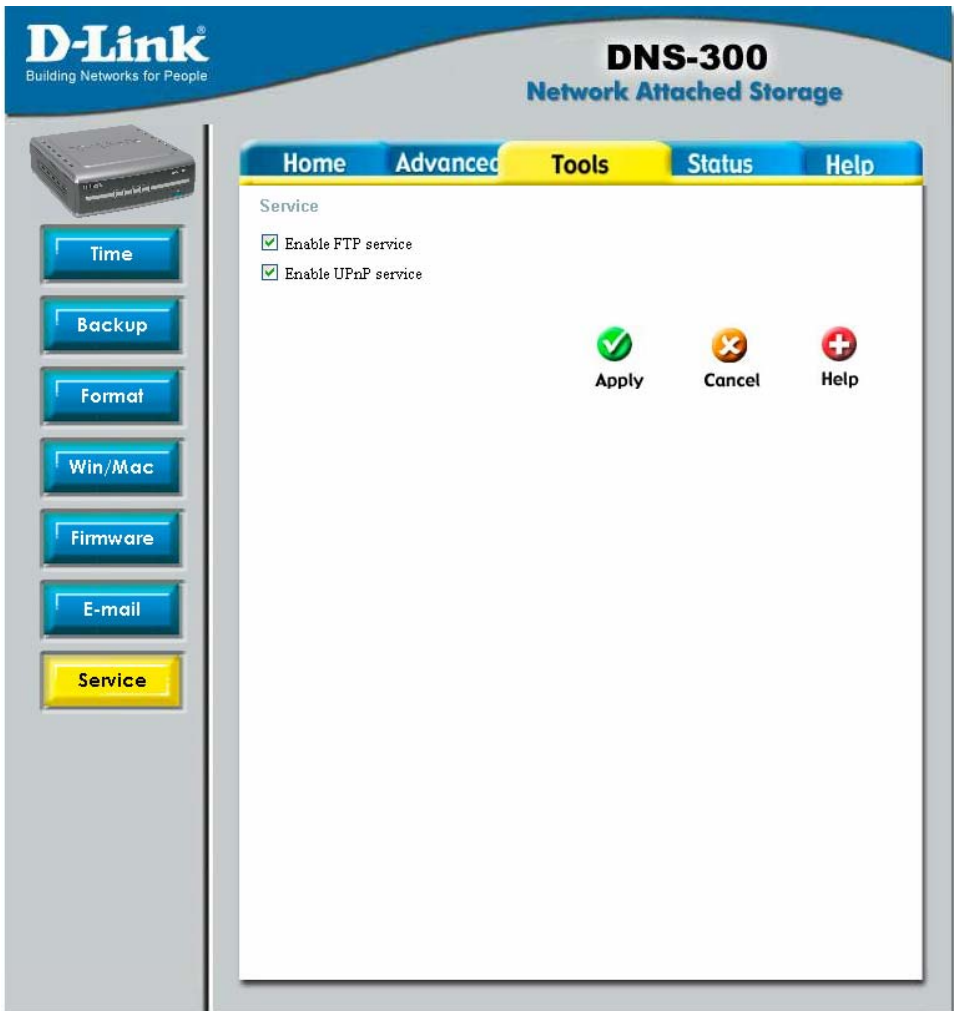 D-Link®
Building Networks for People
DNS-300
Network Attached Storage
Home Advanced Tools Status Help
Service
Enable FTP service
Enable UPnP service
Apply Cancel Help
Time
Backup
Format
Win/Mac
Firmware
E-mail
Service